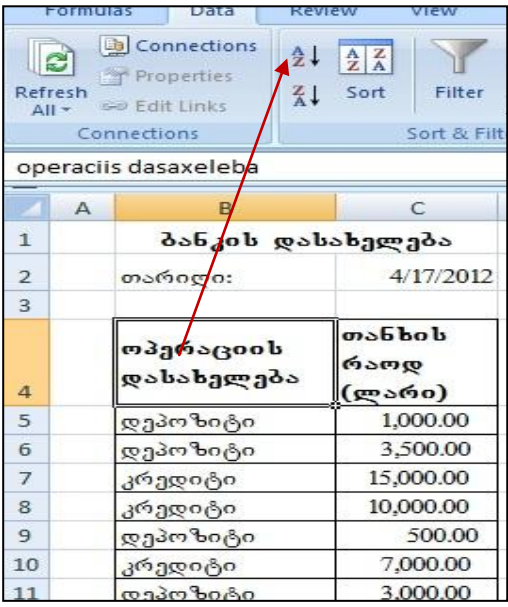 Formulas Data Review View
Connections
Properties
Edit Links
Refresh All
Sort
Filter
Connections
Sort & Filt
operaciis dasaxeleba
A B C
1 ბანკის დასახელება
2 თარიღი: 4/17/2012
3
4 ოპერაციის დასახელება თანხის რაოდ (ლარი)
5 დეპოზიტი 1,000.00
6 დეპოზიტი 3,500.00
7 კრედიტი 15,000.00
8 კრედიტი 10,000.00
9 დეპოზიტი 500.00
10 კრედიტი 7,000.00
11 დეპოზიტი 3,000.00